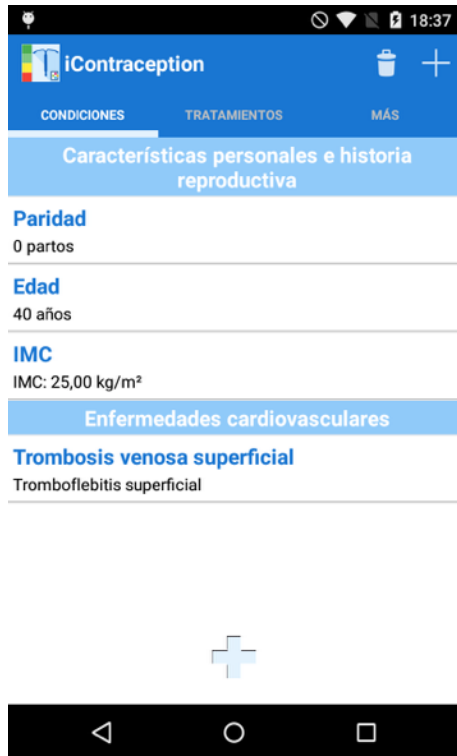 18:37
iContraception
CONDICIONES TRATAMIENTOS MÁS
Características personales e historia
reproductiva
Paridad
0 partos
Edad
40 años
IMC
IMC: 25,00 kg/m²
Enfermedades cardiovasculares
Trombosis venosa superficial
Tromboflebitis superficial